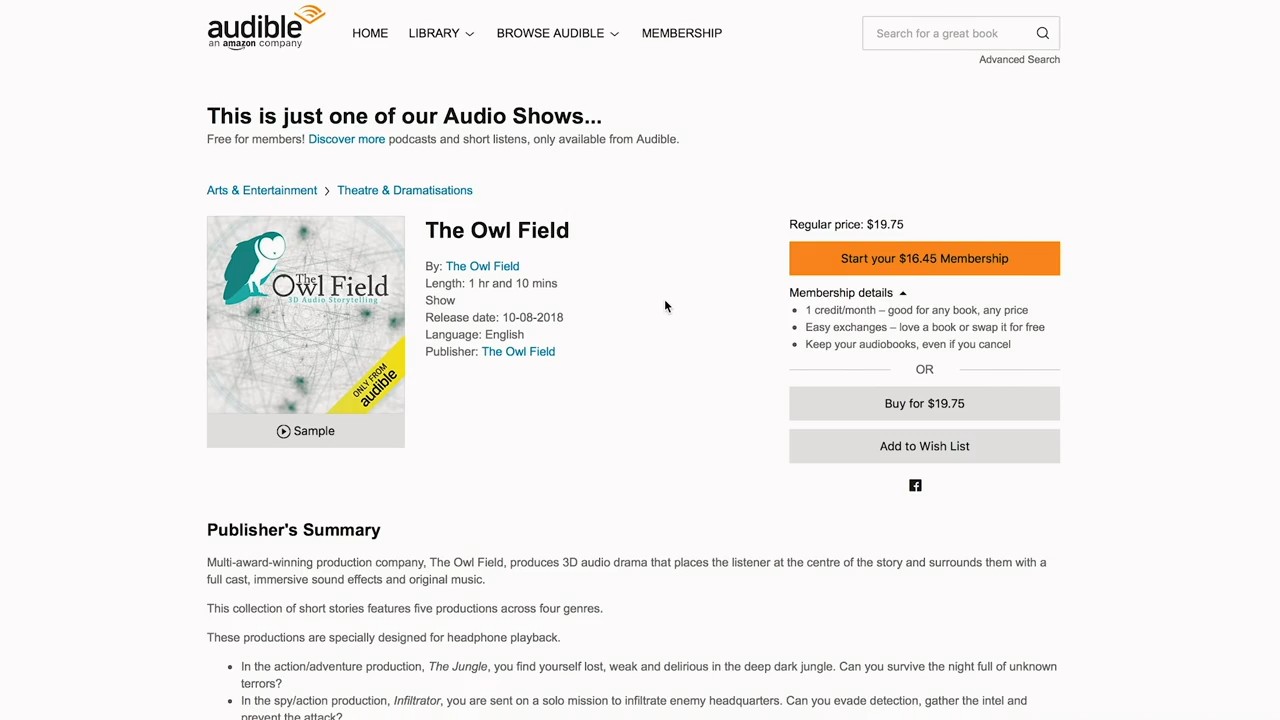 audible
an amazon company
HOME
LIBRARY
BROWSE AUDIBLE
MEMBERSHIP
Search for a great book
Advanced Search
This is just one of our Audio Shows...
Free for members! Discover more podcasts and short listens, only available from Audible.
Arts & Entertainment > Theatre & Dramatisations
The Owl Field
3D Audio Storytelling
ONLY FROM
audible
Sample
The Owl Field
By: The Owl Field
Length: 1 hr and 10 mins
Show
Release date: 10-08-2018
Language: English
Publisher: The Owl Field
Regular price: $19.75
Start your $16.45 Membership
Membership details
• 1 credit/month – good for any book, any price
• Easy exchanges – love a book or swap it for free
• Keep your audiobooks, even if you cancel
OR
Buy for $19.75
Add to Wish List
Publisher's Summary
Multi-award-winning production company, The Owl Field, produces 3D audio drama that places the listener at the centre of the story and surrounds them with a
full cast, immersive sound effects and original music.
This collection of short stories features five productions across four genres.
These productions are specially designed for headphone playback.
• In the action/adventure production, The Jungle, you find yourself lost, weak and delirious in the deep dark jungle. Can you survive the night full of unknown
terrors?
• In the spy/action production, Infiltrator, you are sent on a solo mission to infiltrate enemy headquarters. Can you evade detection, gather the intel and
prevent the attack?